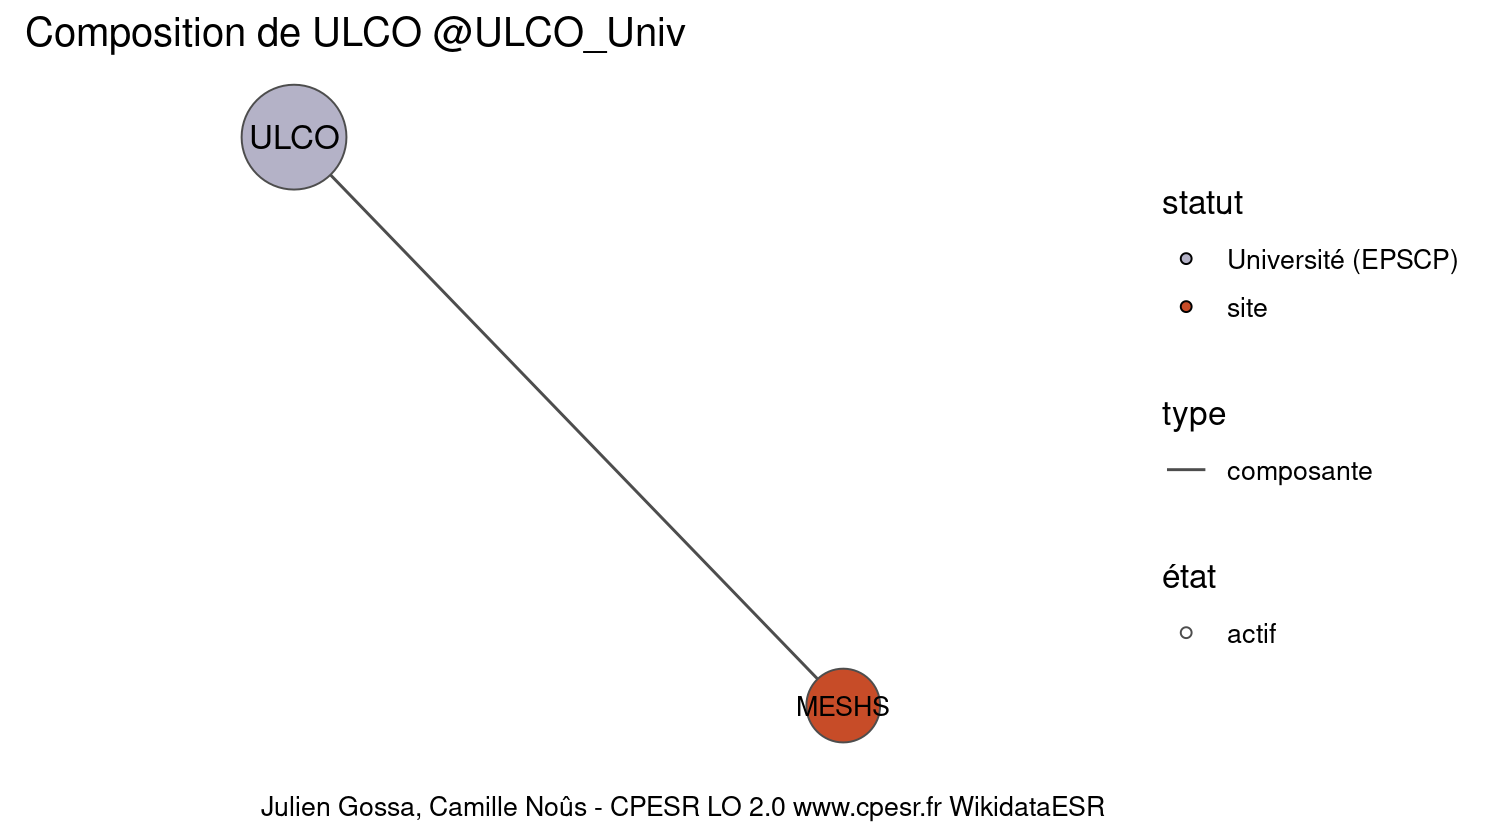 Composition de ULCO @ULCO_Univ
ULCO
statut
Université (EPSCP)
site
type
composante
état
actif
MESHS
Julien Gossa, Camille Noûs - CPESR LO 2.0 www.cpesr.fr WikidataESR